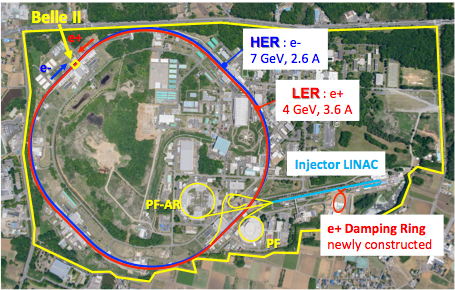 Belle II
e+
e-
HER : e-
7 GeV, 2.6 A
LER : e+
4 GeV, 3.6 A
Injector LINAC
PF-AR
PF
e+ Damping Ring
newly constructed